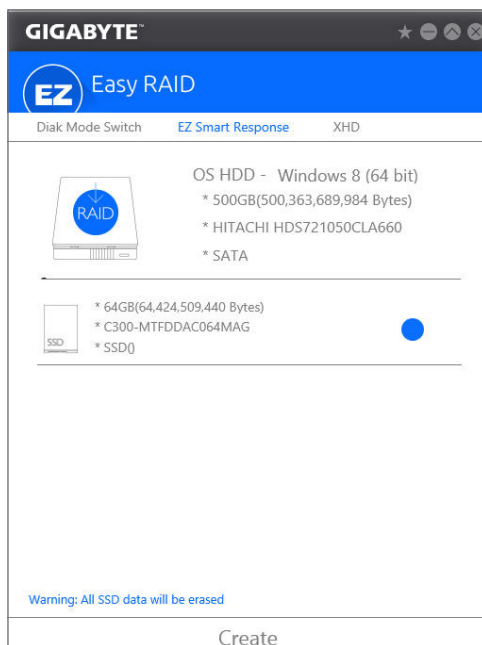 GIGABYTE™
EZ Easy RAID
Diak Mode Switch EZ Smart Response XHD
OS HDD - Windows 8 (64 bit)
* 500GB(500,363,689,984 Bytes)
RAID
* HITACHI HDS721050CLA660
* SATA
* 64GB(64,424,509,440 Bytes)
* C300-MTFDDAC064MAG
SSD
* SSD()
Warning: All SSD data will be erased
Create